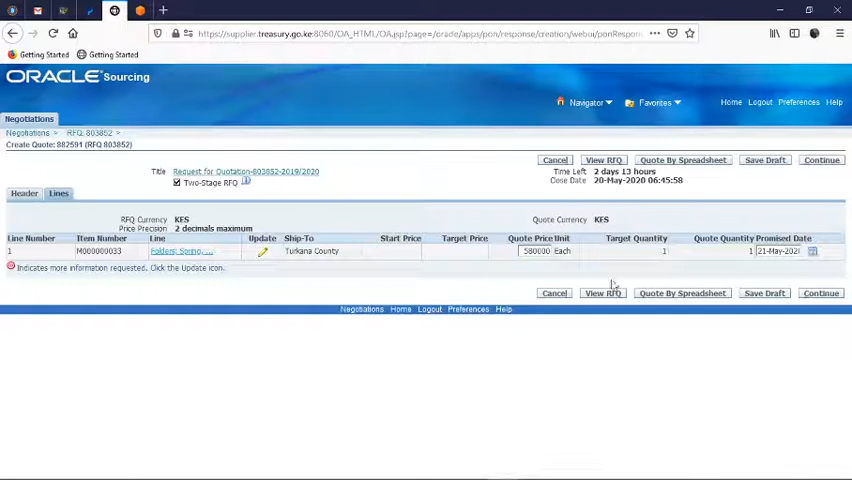 https://supplier.treasury.go.ke:8060/OA_HTML/OA.jsp?page=/oracle/apps/pon/response/creation/webui/ponRespon
Getting Started Getting Started
ORACLE Sourcing
Navigator Favorites Home Logout Preferences Help
Negotiations
Negotiations > RFQ: 803852 >
Create Quote: 882591 (RFQ 803852)
Cancel View RFQ Quote By Spreadsheet Save Draft Continue
Title Request for Quotation-803852-2019/2020 Time Left 2 days 13 hours
Two-Stage RFQ Close Date 20-May-2020 06:45:58
Header Lines
RFQ Currency KES Quote Currency KES
Price Precision 2 decimals maximum
Line Number Item Number Line Update Ship-To Start Price Target Price Quote Price Unit Target Quantity Quote Quantity Promised Date
1 M000000033 Folders, Spring, ... Turkana County 580000 Each 1 1 21-May-202
Indicates more information requested. Click the Update icon.
Cancel View RFQ Quote By Spreadsheet Save Draft Continue
Negotiations Home Logout Preferences Help